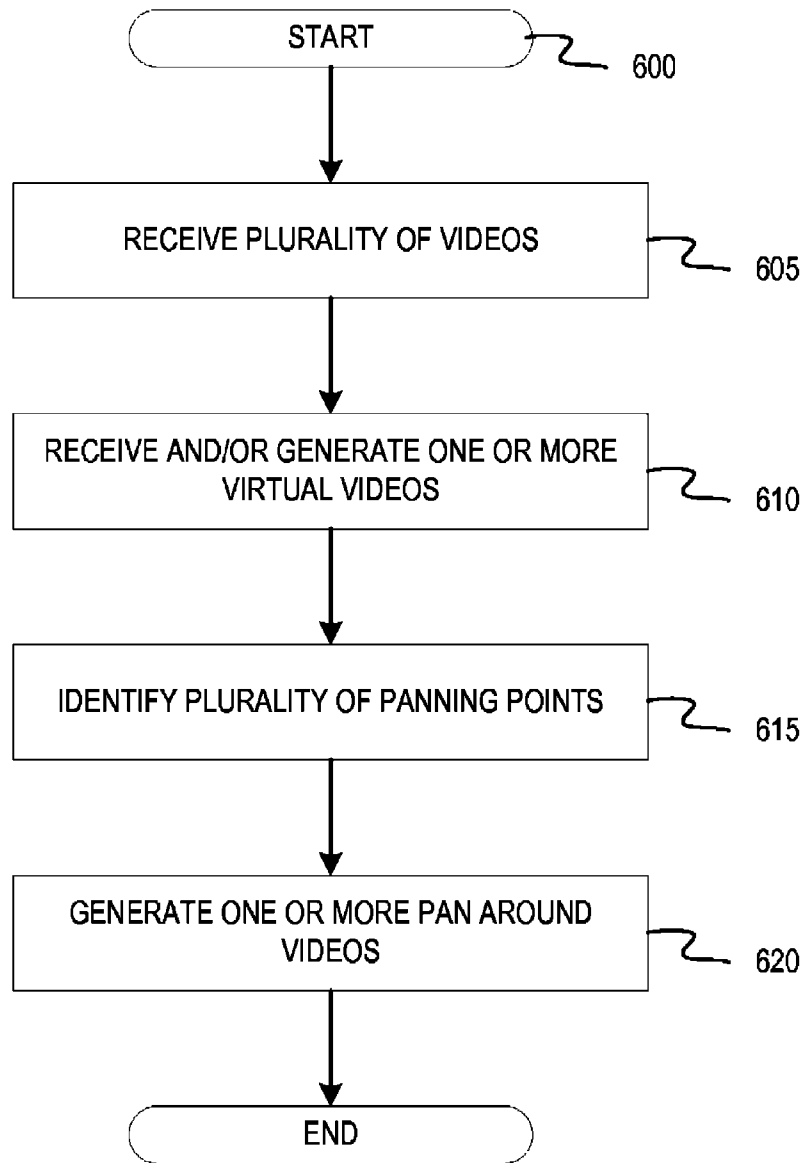 START
600
RECEIVE PLURALITY OF VIDEOS
605
RECEIVE AND/OR GENERATE ONE OR MORE
VIRTUAL VIDEOS
610
IDENTIFY PLURALITY OF PANNING POINTS
615
GENERATE ONE OR MORE PAN AROUND
VIDEOS
620
END